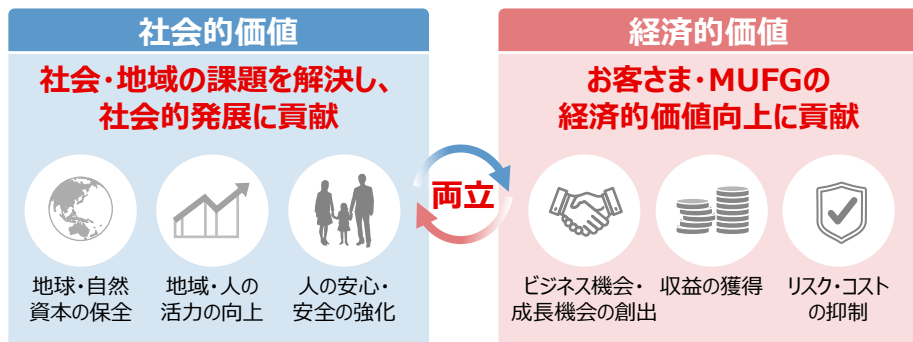 社会的価値
社会・地域の課題を解決し、
社会的発展に貢献
地球・自然
資本の保全
地域・人の
活力の向上
人の安心・
安全の強化
両立
経済的価値
お客さま・MUFGの
経済的価値向上に貢献
ビジネス機会・
成長機会の創出
収益の獲得
リスク・コスト
の抑制